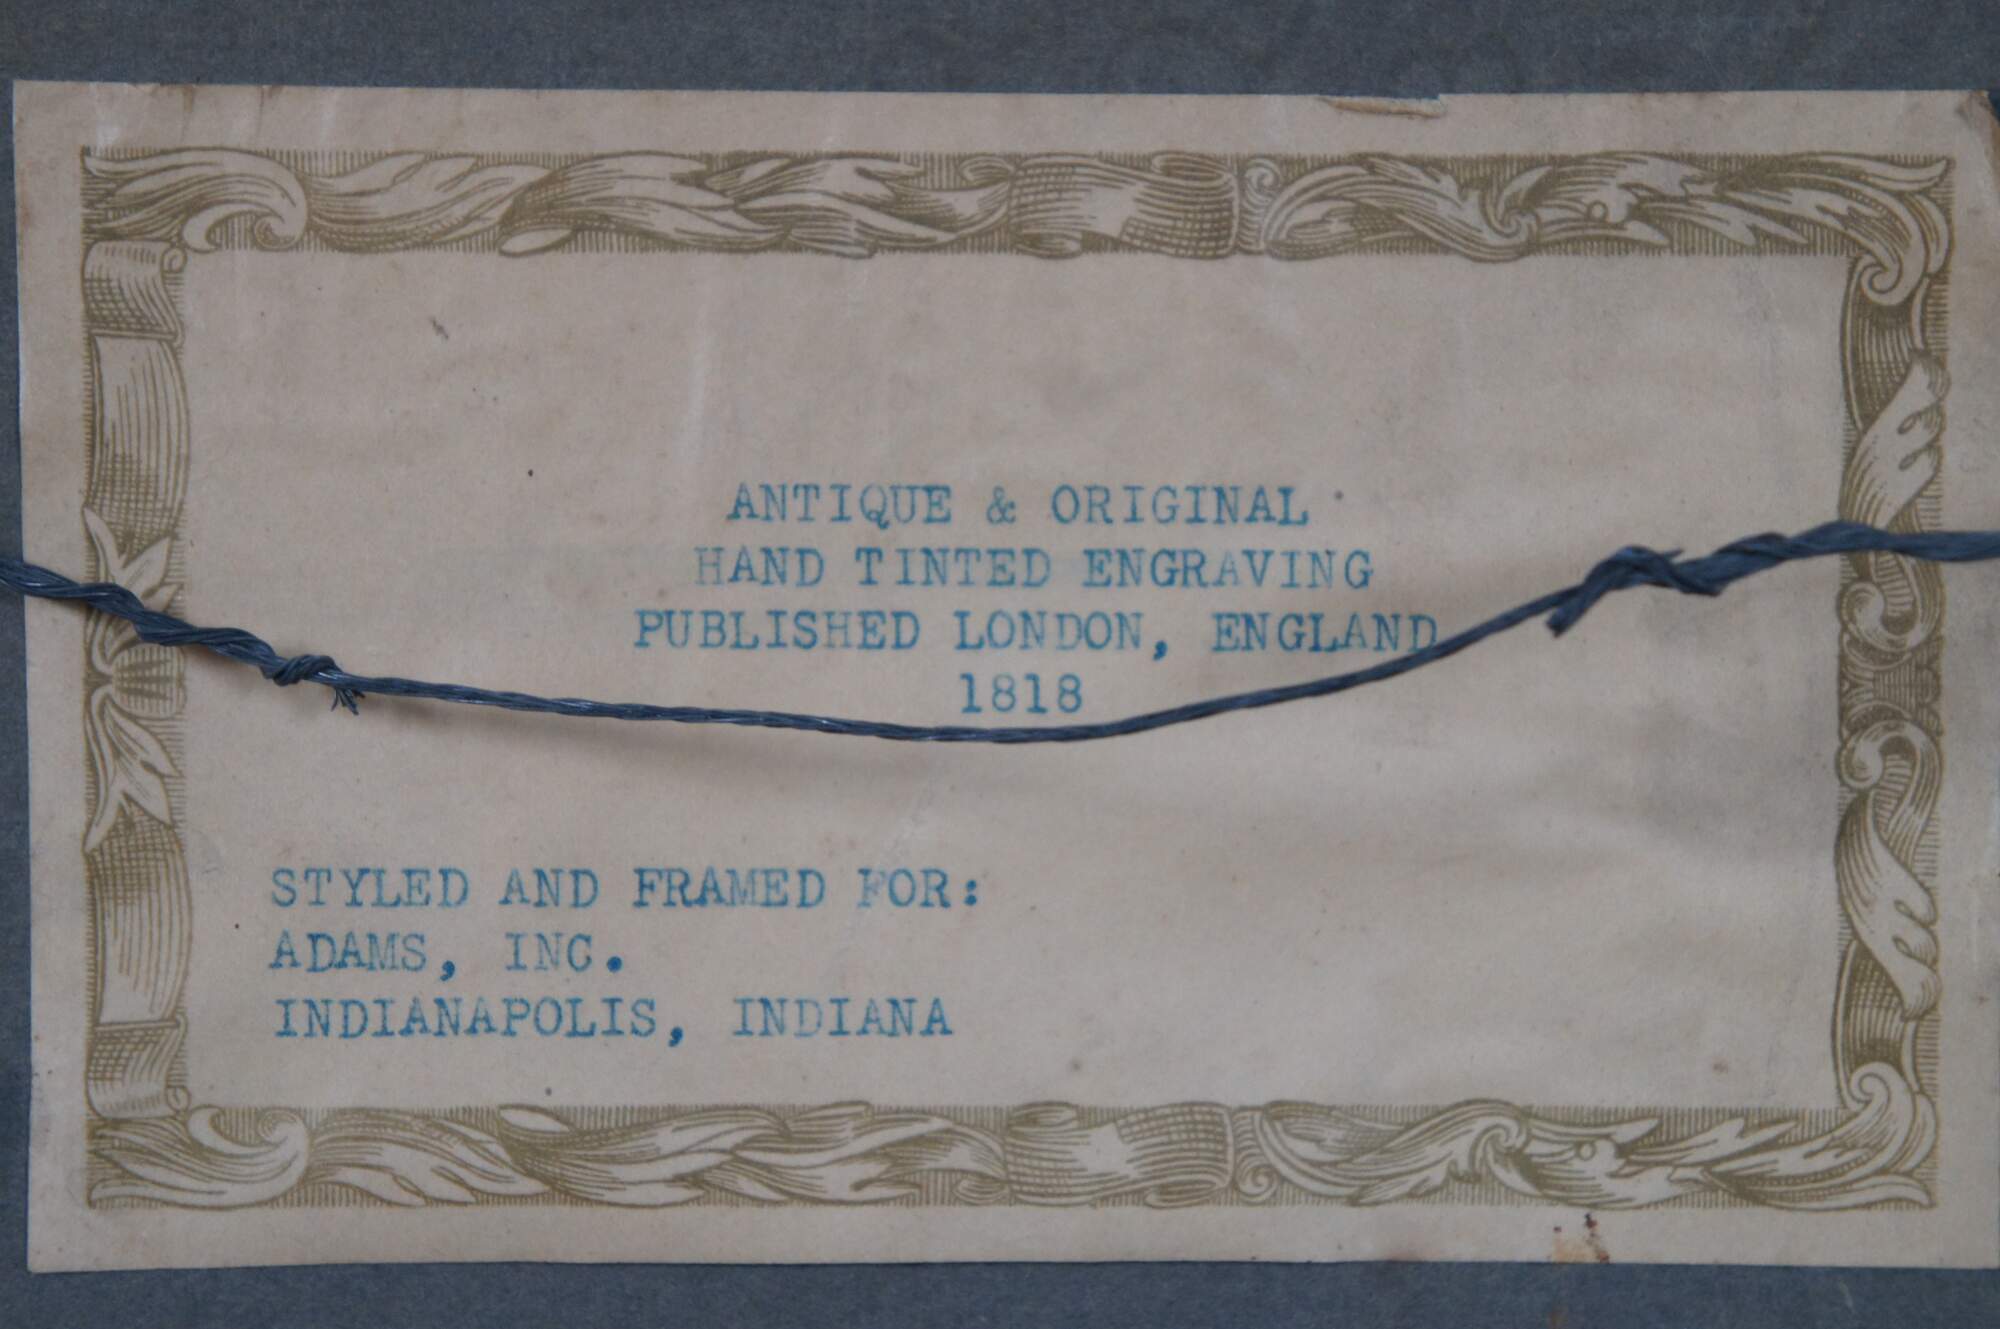 ANTIQUE & ORIGINAL
HAND TINTED ENGRAVING
PUBLISHED LONDON, ENGLAND
1818
STYLED AND FRAMED FOR:
ADAMS, INC.
INDIANAPOLIS, INDIANA